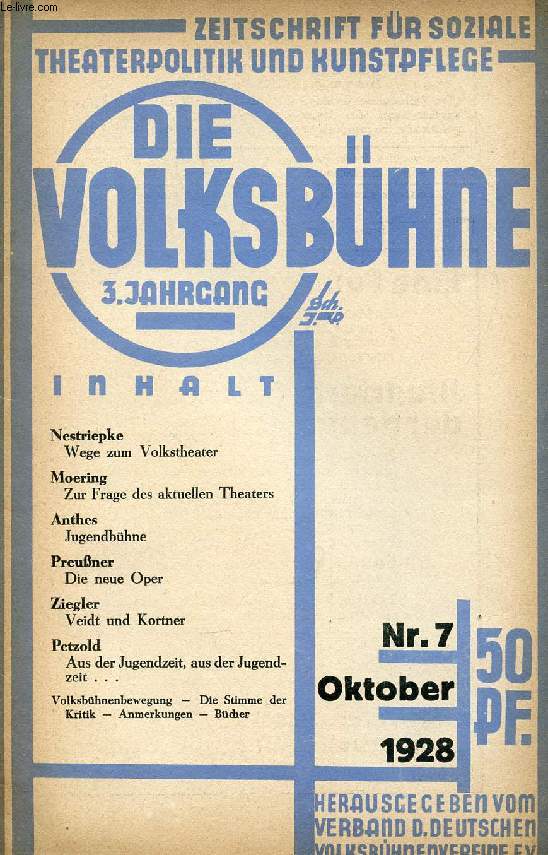 Le-livre.com
ZEITSCHRIFT FÜR SOZIALE
THEATERPOLITIK UND KUNSTPFLEGE
DIE
VOLKSBÜHNE
3. JAHRGANG
INHALT
Nestriepke
Wege zum Volkstheater
Moering
Zur Frage des aktuellen Theaters
Anthes
Jugendbühne
Preußner
Die neue Oper
Ziegler
Veidt und Kortner
Petzold
Aus der Jugendzeit, aus der Jugend-
zeit . . .
Volksbühnenbewegung – Die Stimme der
Kritik – Anmerkungen – Bücher
Nr. 7
Oktober
1928
50
PF.
HERAUSGEGEBEN VOM
VERBAND D. DEUTSCHEN
VOLKSBÜHNENVEREINE E.V.